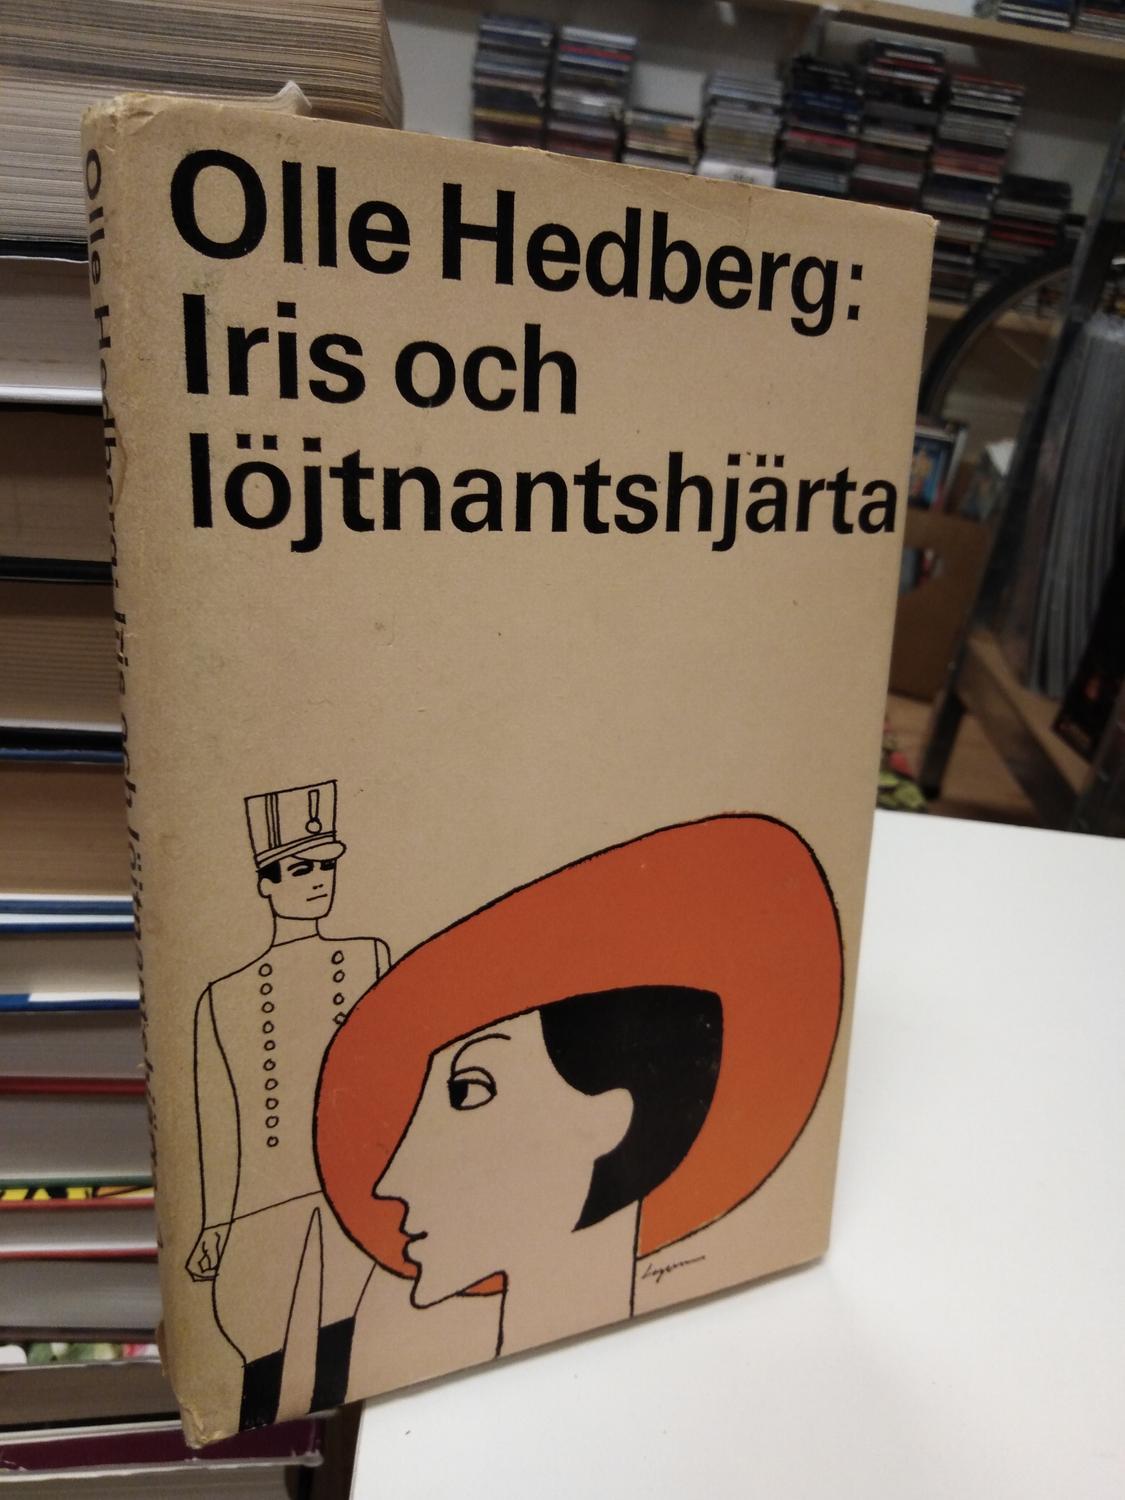 Olle Hedberg:
Iris och
löjtnantshjärta
Olle Hedberg: Iris och löjtnantshjärta